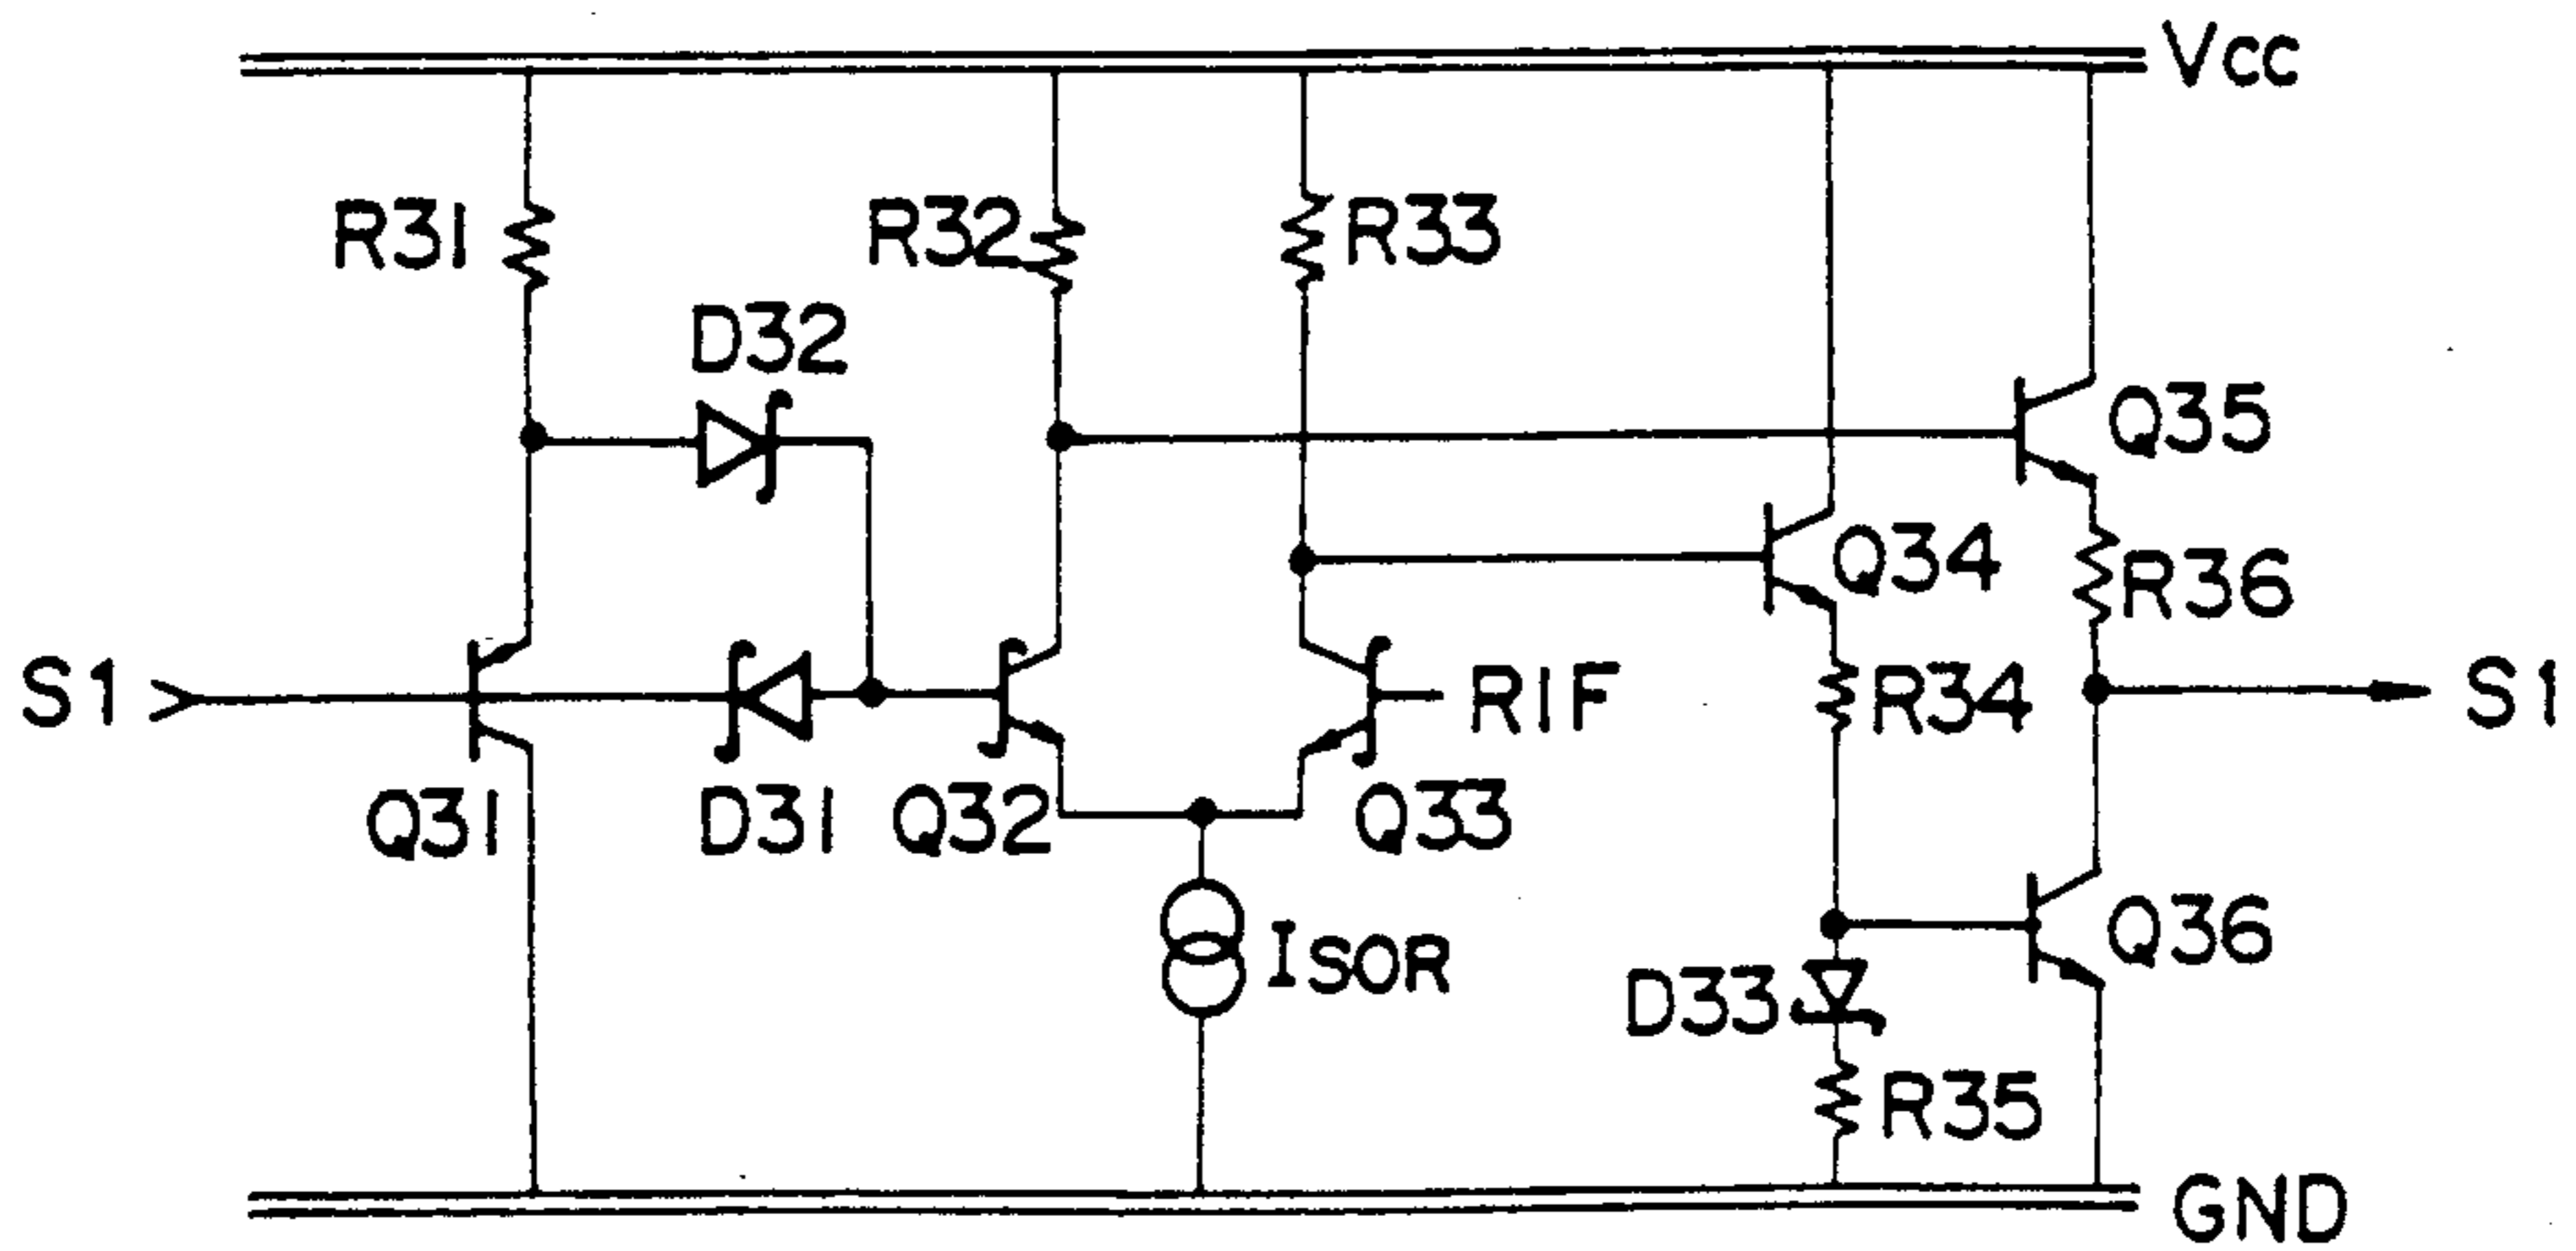 Vcc
R31
R32
R33
D32
Q35
Q34
R36
S1
R1F
R34
S1
Q31
D31
Q32
Q33
ISOR
Q36
D33
R35
GND